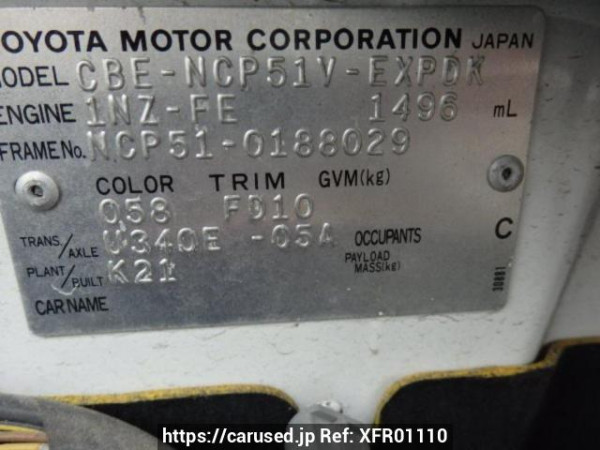 TOYOTA MOTOR CORPORATION JAPAN
MODEL CBE-NCP51V-EXPDK
ENGINE 1NZ-FE 1496 mL
FRAME No. NCP51-0188029
COLOR TRIM GVM(kg)
058 FD10
TRANS./AXLE U340E -05A OCCUPANTS C
PLANT/BUILT K21 PAYLOAD MASS(kg)
CAR NAME
https://carused.jp Ref: XFR01110